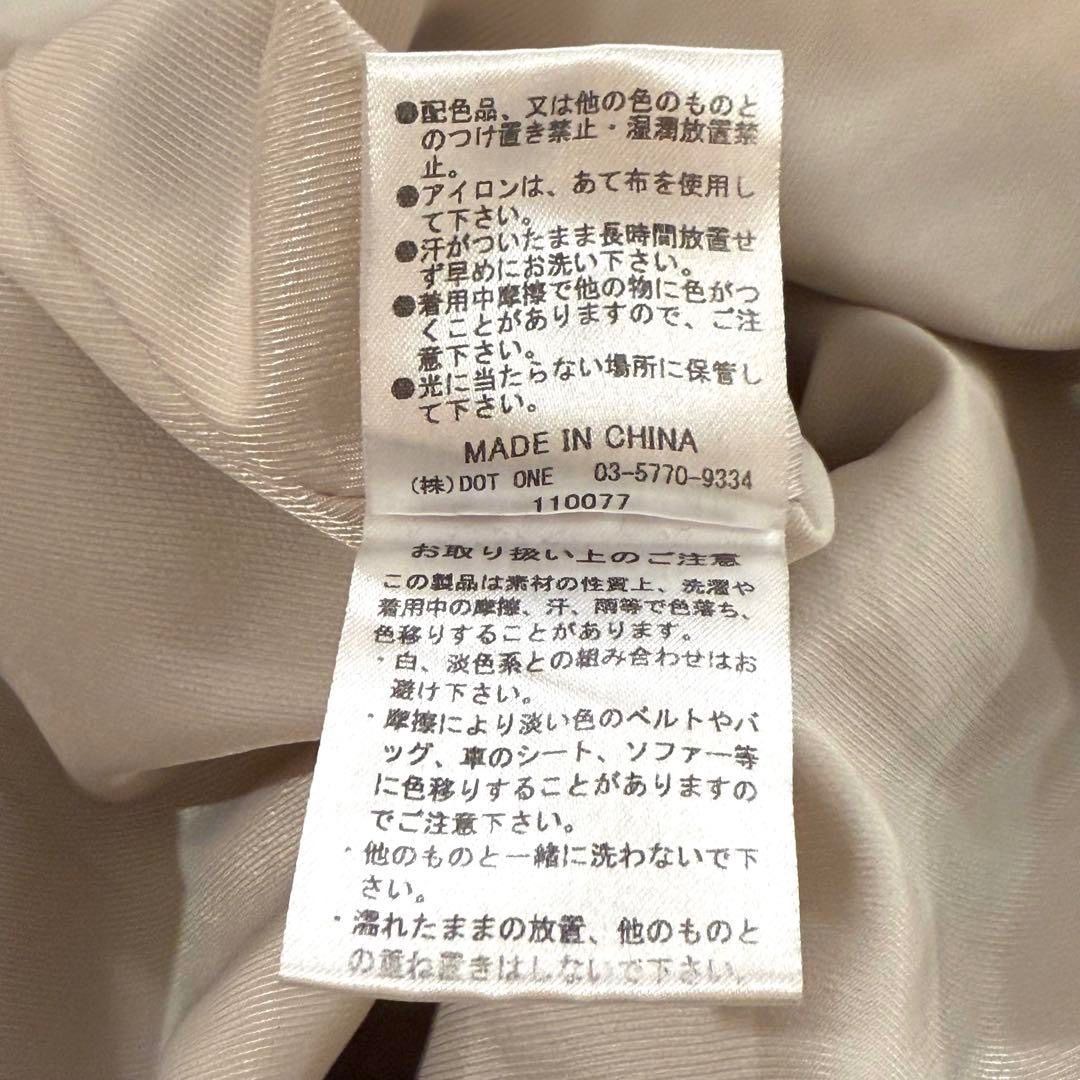 ●配色品、又は他の色のものと
のつけ置き禁止・湿潤放置禁
止。
●アイロンは、あて布を使用し
て下さい。
●汗がついたまま長時間放置せ
ず早めにお洗い下さい。
●着用中摩擦で他の物に色がつ
くことがありますので、ご注
意下さい。
●光に当たらない場所に保管し
て下さい。
MADE IN CHINA
(株)DOT ONE 03-5770-9334
110077
お取り扱い上のご注意
この製品は素材の性質上、洗濯や
着用中の摩擦、汗、雨等で色落ち、
色移りすることがあります。
・白、淡色系との組み合わせはお
避け下さい。
・摩擦により淡い色のベルトやバ
ッグ、車のシート、ソファー等
に色移りすることがありますの
でご注意下さい。
・他のものと一緒に洗わないで下
さい。
・濡れたままの放置、他のものと
の重ね置きはしないで下さい。